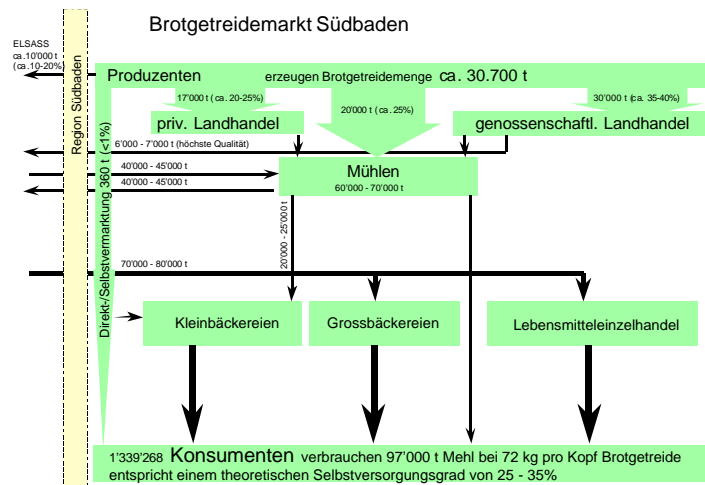 Brotgetreidemarkt Südbaden
ELSASS
ca.10'000 t
(ca.10-20%)
Region Südbaden
Produzenten erzeugen Brotgetreidemenge ca. 30.700 t
17'000 t (ca. 20-25%)
20'000 t (ca. 25%)
30'000 t (ca. 35-40%)
priv. Landhandel
genossenschaftl. Landhandel
6'000 - 7'000 t (höchste Qualität)
Direkt-/Selbstvermarktung 360 t (<1%)
40'000 - 45'000 t
40'000 - 45'000 t
Mühlen
60'000 - 70'000 t
20'000 - 25'000 t
70'000 - 80'000 t
Kleinbäckereien
Grossbäckereien
Lebensmitteleinzelhandel
1'339'268 Konsumenten verbrauchen 97'000 t Mehl bei 72 kg pro Kopf Brotgetreide
entspricht einem theoretischen Selbstversorgungsgrad von 25 - 35%